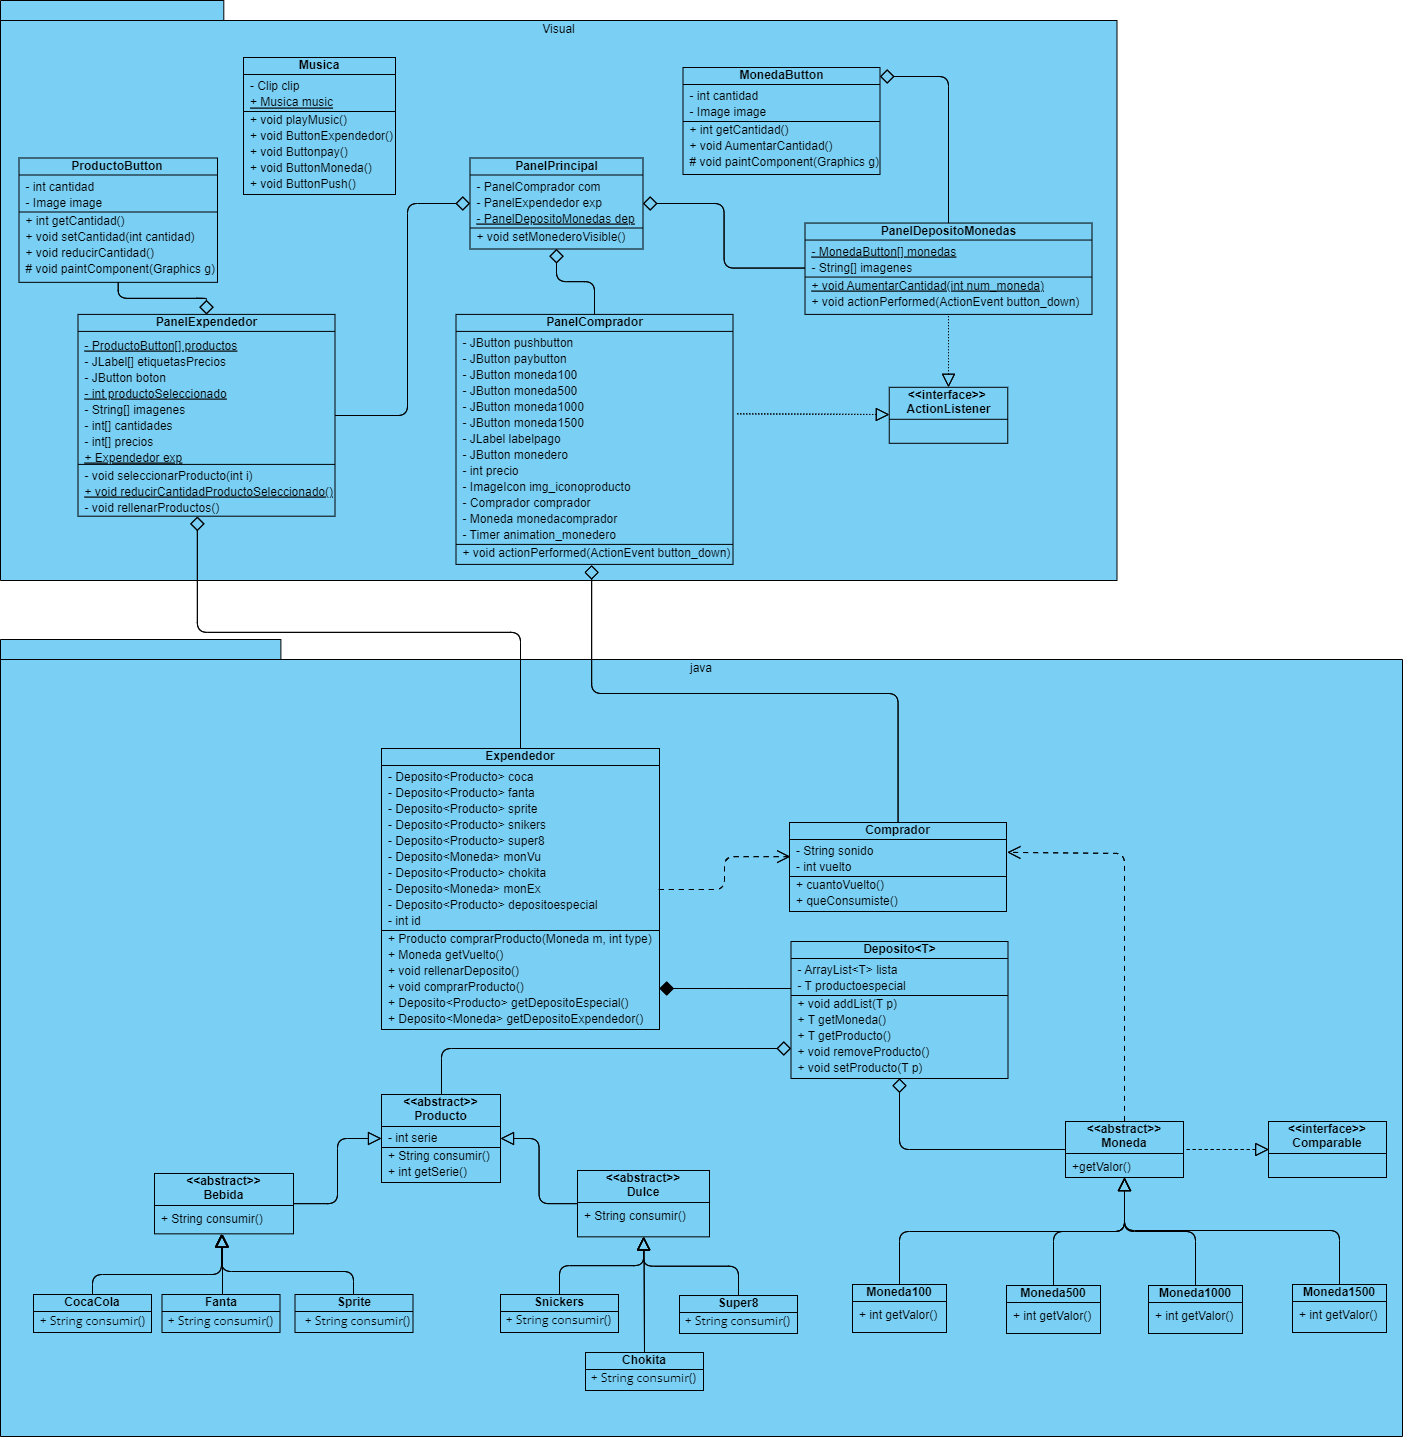 Visual
Musica
- Clip clip
+ Musica music
+ void playMusic()
+ void ButtonExpendedor()
+ void Buttonpay()
+ void ButtonMoneda()
+ void ButtonPush()
MonedaButton
- int cantidad
- Image image
+ int getCantidad()
+ void AumentarCantidad()
# void paintComponent(Graphics g)
ProductoButton
- int cantidad
- Image image
+ int getCantidad()
+ void setCantidad(int cantidad)
+ void reducirCantidad()
# void paintComponent(Graphics g)
PanelPrincipal
- PanelComprador com
- PanelExpendedor exp
- PanelDepositoMonedas dep
+ void setMonederoVisible()
PanelDepositoMonedas
- MonedaButton[] monedas
- String[] imagenes
+ void AumentarCantidad(int num_moneda)
+ void actionPerformed(ActionEvent button_down)
PanelExpendedor
- ProductoButton[] productos
- JLabel[] etiquetasPrecios
- JButton boton
- int productoSeleccionado
- String[] imagenes
- int[] cantidades
- int[] precios
+ Expendedor exp
- void seleccionarProducto(int i)
+ void reducirCantidadProductoSeleccionado()
- void rellenarProductos()
PanelComprador
- JButton pushbutton
- JButton paybutton
- JButton moneda100
- JButton moneda500
- JButton moneda1000
- JButton moneda1500
- JLabel labelpago
- JButton monedero
- int precio
- ImageIcon img_iconoproducto
- Comprador comprador
- Moneda monedacomprador
- Timer animation_monedero
+ void actionPerformed(ActionEvent button_down)
<<interface>>
ActionListener
java
Expendedor
- Deposito<Producto> coca
- Deposito<Producto> fanta
- Deposito<Producto> sprite
- Deposito<Producto> snikers
- Deposito<Producto> super8
- Deposito<Moneda> monVu
- Deposito<Producto> chokita
- Deposito<Moneda> monEx
- Deposito<Producto> depositoespecial
- int id
+ Producto comprarProducto(Moneda m, int type)
+ Moneda getVuelto()
+ void rellenarDeposito()
+ void comprarProducto()
+ Deposito<Producto> getDepositoEspecial()
+ Deposito<Moneda> getDepositoExpendedor()
Comprador
- String sonido
- int vuelto
+ cuantoVuelto()
+ queConsumiste()
Deposito<T>
- ArrayList<T> lista
- T productoespecial
+ void addList(T p)
+ T getMoneda()
+ T getProducto()
+ void removeProducto()
+ void setProducto(T p)
<<abstract>>
Producto
- int serie
+ String consumir()
+ int getSerie()
<<abstract>>
Moneda
+getValor()
<<interface>>
Comparable
<<abstract>>
Bebida
+ String consumir()
<<abstract>>
Dulce
+ String consumir()
CocaCola
+ String consumir()
Fanta
+ String consumir()
Sprite
+ String consumir()
Snickers
+ String consumir()
Super8
+ String consumir()
Chokita
+ String consumir()
Moneda100
+ int getValor()
Moneda500
+ int getValor()
Moneda1000
+ int getValor()
Moneda1500
+ int getValor()